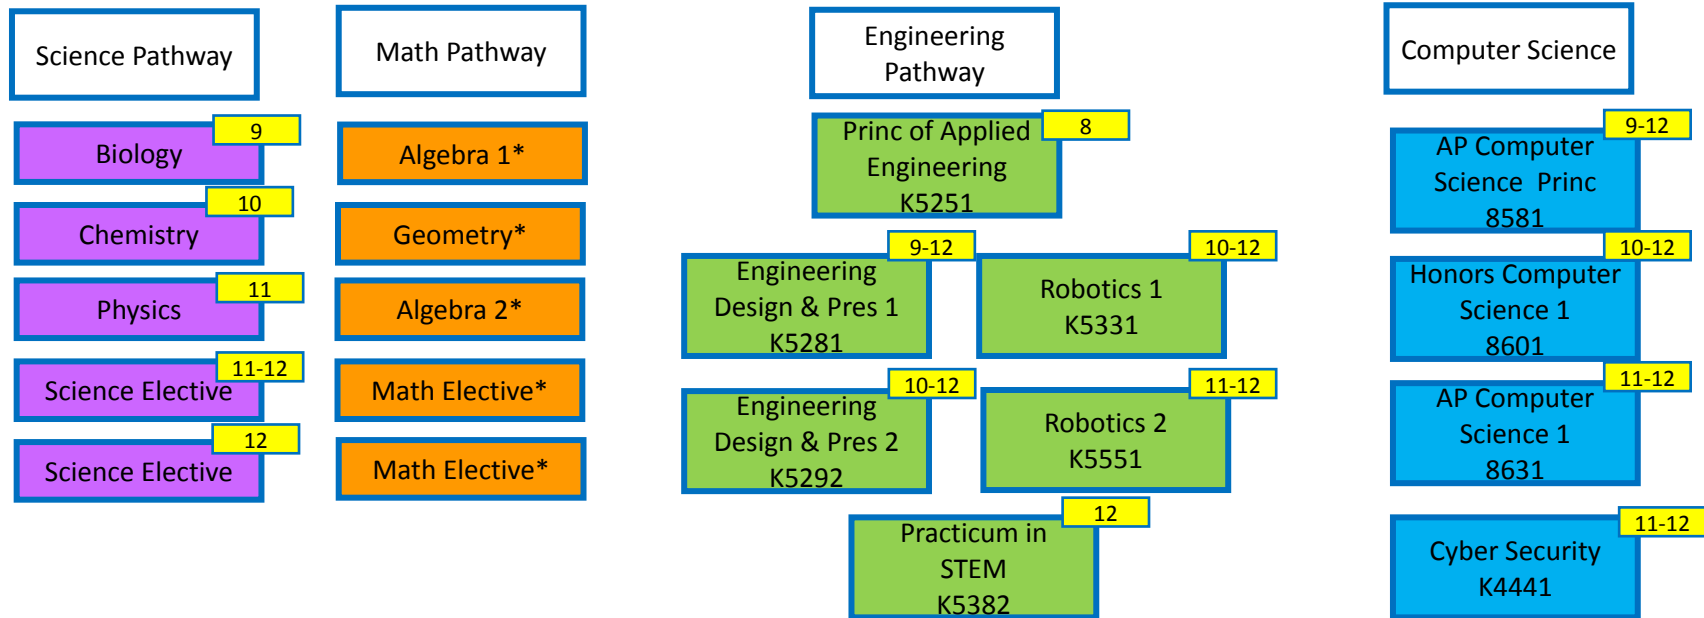 Science Pathway
Math Pathway
Engineering
Pathway
Computer Science
9
Biology
10
Chemistry
11
Physics
11-12
Science Elective
12
Science Elective
Algebra 1*
Geometry*
Algebra 2*
Math Elective*
Math Elective*
8
Princ of Applied
Engineering
K5251
9-12
Engineering
Design & Pres 1
K5281
10-12
Robotics 1
K5331
10-12
Engineering
Design & Pres 2
K5292
11-12
Robotics 2
K5551
12
Practicum in
STEM
K5382
9-12
AP Computer
Science Princ
8581
10-12
Honors Computer
Science 1
8601
11-12
AP Computer
Science 1
8631
11-12
Cyber Security
K4441